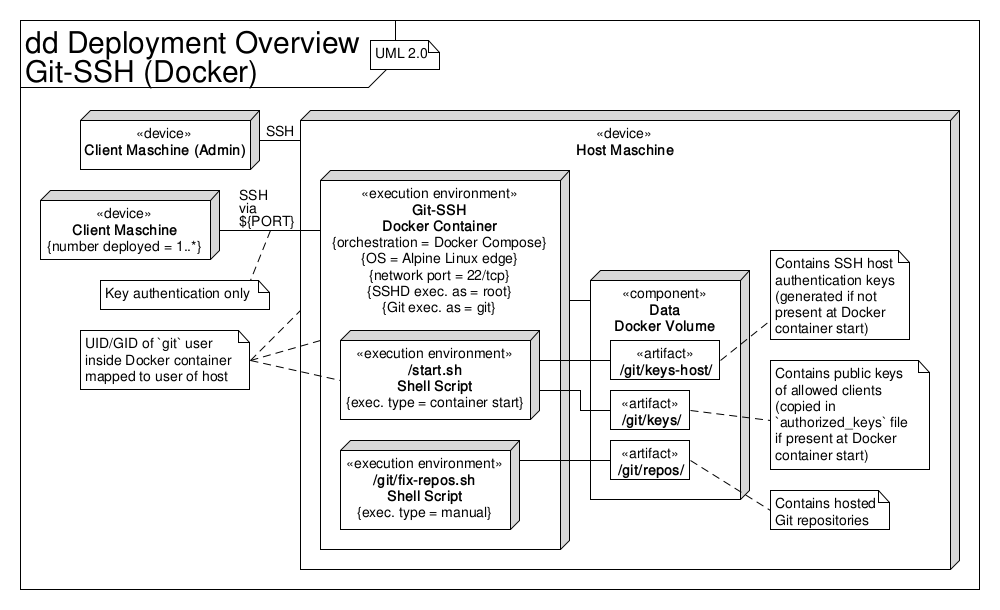 dd Deployment Overview
Git-SSH (Docker)
UML 2.0
«device»
Client Maschine (Admin)
SSH
«device»
Host Maschine
«device»
Client Maschine
{number deployed = 1..*}
SSH
via
${PORT}
Key authentication only
UID/GID of `git` user
inside Docker container
mapped to user of host
«execution environment»
Git-SSH
Docker Container
{orchestration = Docker Compose}
{OS = Alpine Linux edge}
{network port = 22/tcp}
{SSHD exec. as = root}
{Git exec. as = git}
«execution environment»
/start.sh
Shell Script
{exec. type = container start}
«execution environment»
/git/fix-repos.sh
Shell Script
{exec. type = manual}
«component»
Data
Docker Volume
«artifact»
/git/keys-host/
«artifact»
/git/keys/
«artifact»
/git/repos/
Contains SSH host
authentication keys
(generated if not
present at Docker
container start)
Contains public keys
of allowed clients
(copied in
`authorized_keys` file
if present at Docker
container start)
Contains hosted
Git repositories